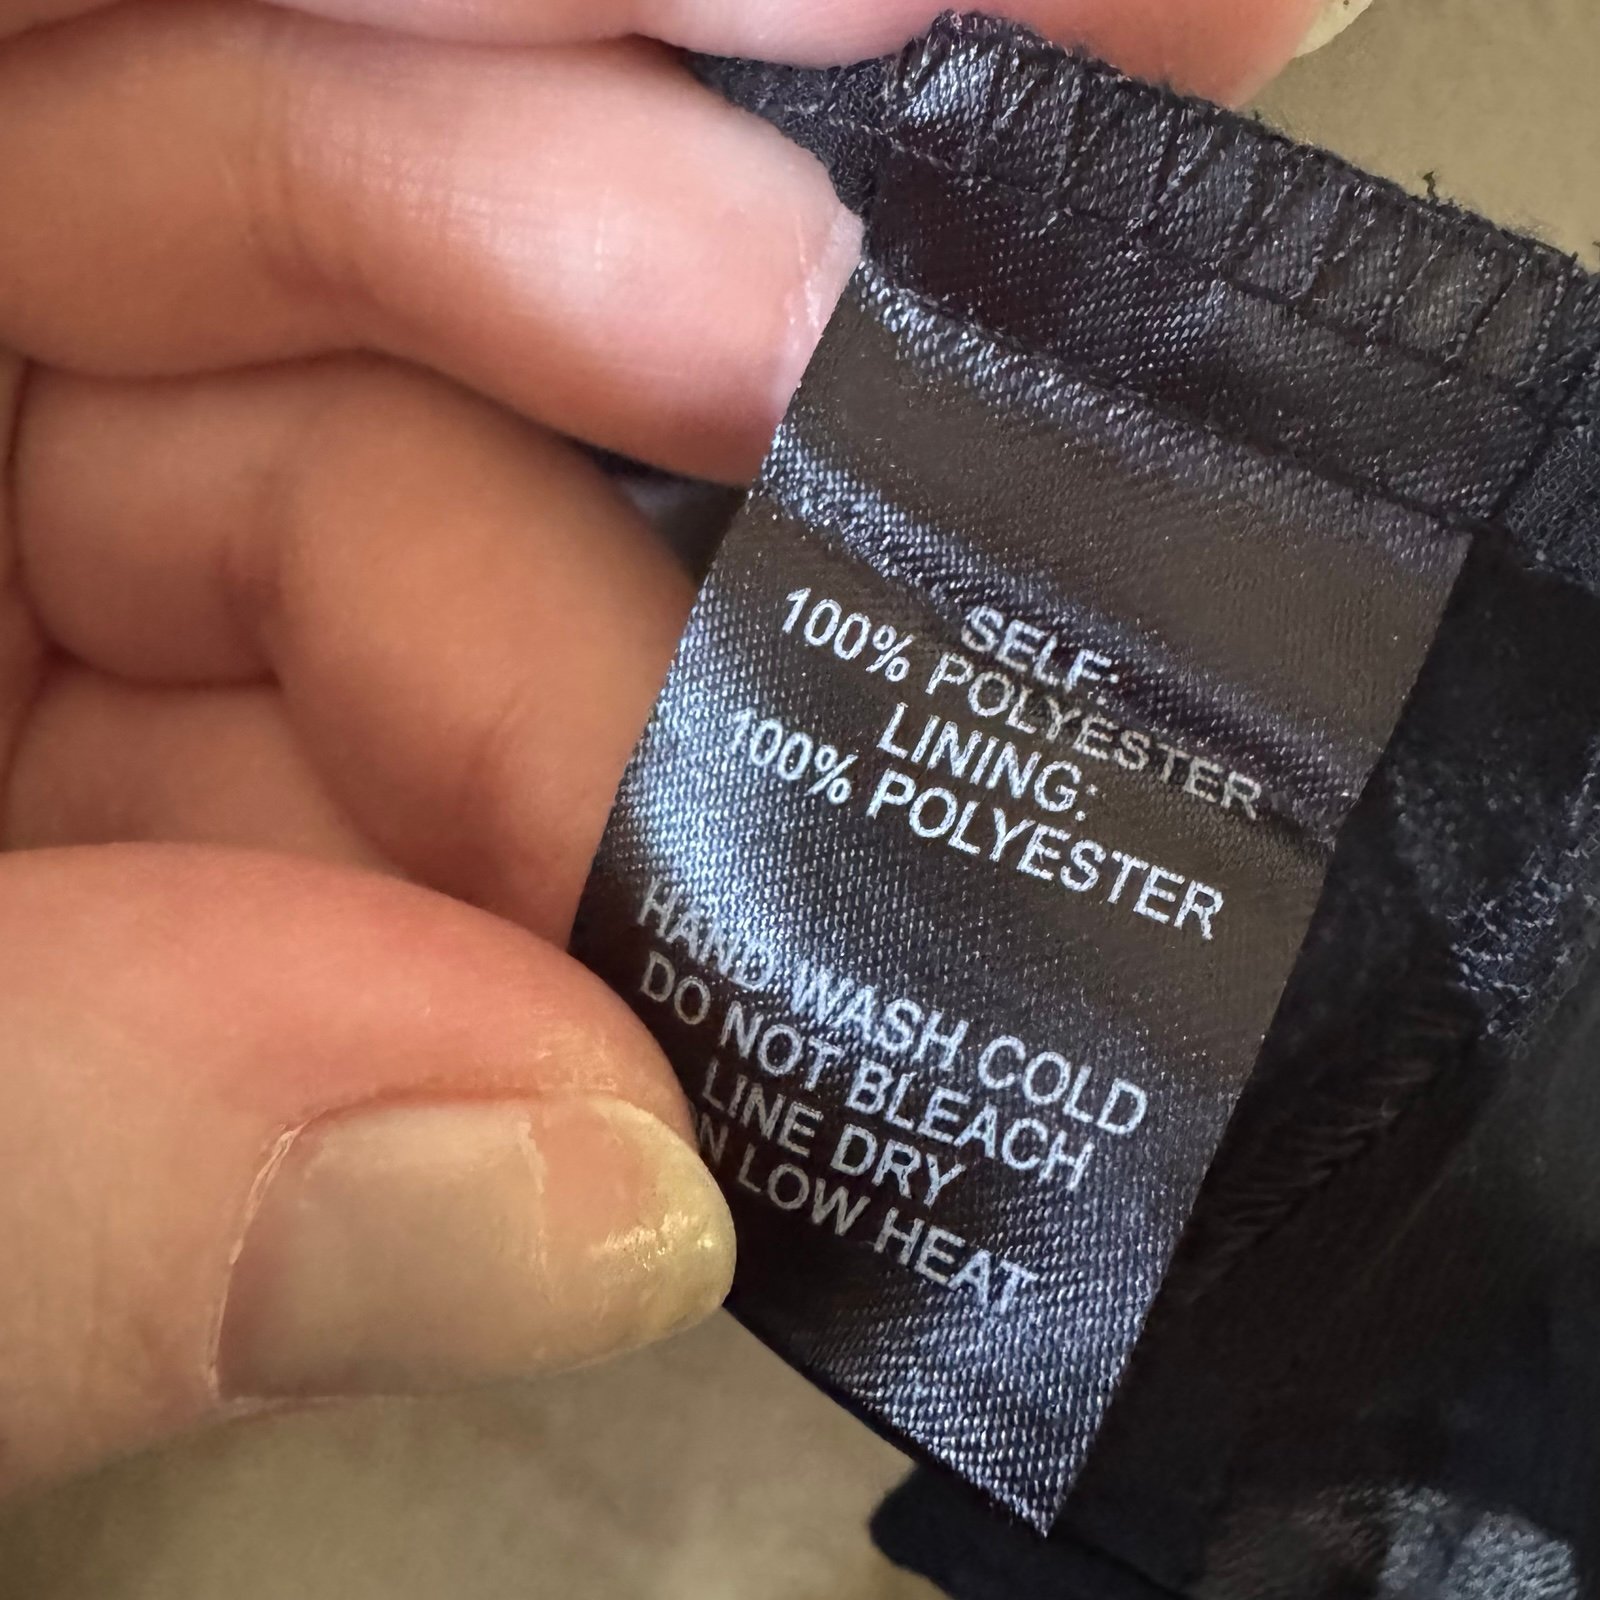 SELF:
100% POLYESTER
LINING:
100% POLYESTER
HAND WASH COLD
DO NOT BLEACH
LINE DRY
LOW HEAT